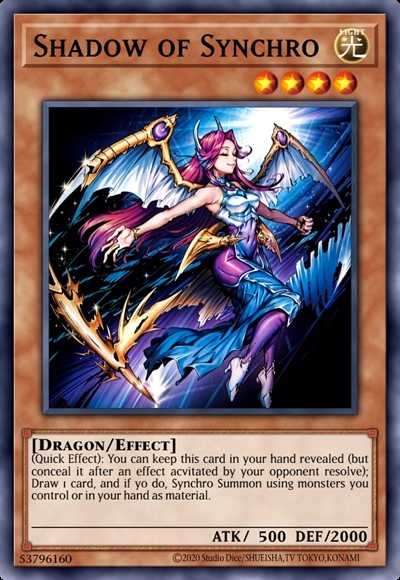 SHADOW OF SYNCHRO
LIGHT
光
[DRAGON/EFFECT]
(Quick Effect): You can keep this card in your hand revealed (but
conceal it after an effect acvitated by your opponent resolve);
Draw 1 card, and if yo do, Synchro Summon using monsters you
control or in your hand as material.
ATK/ 500 DEF/2000
53796160
©2020 Studio Dice/SHUEISHA,TV TOKYO,KONAMI